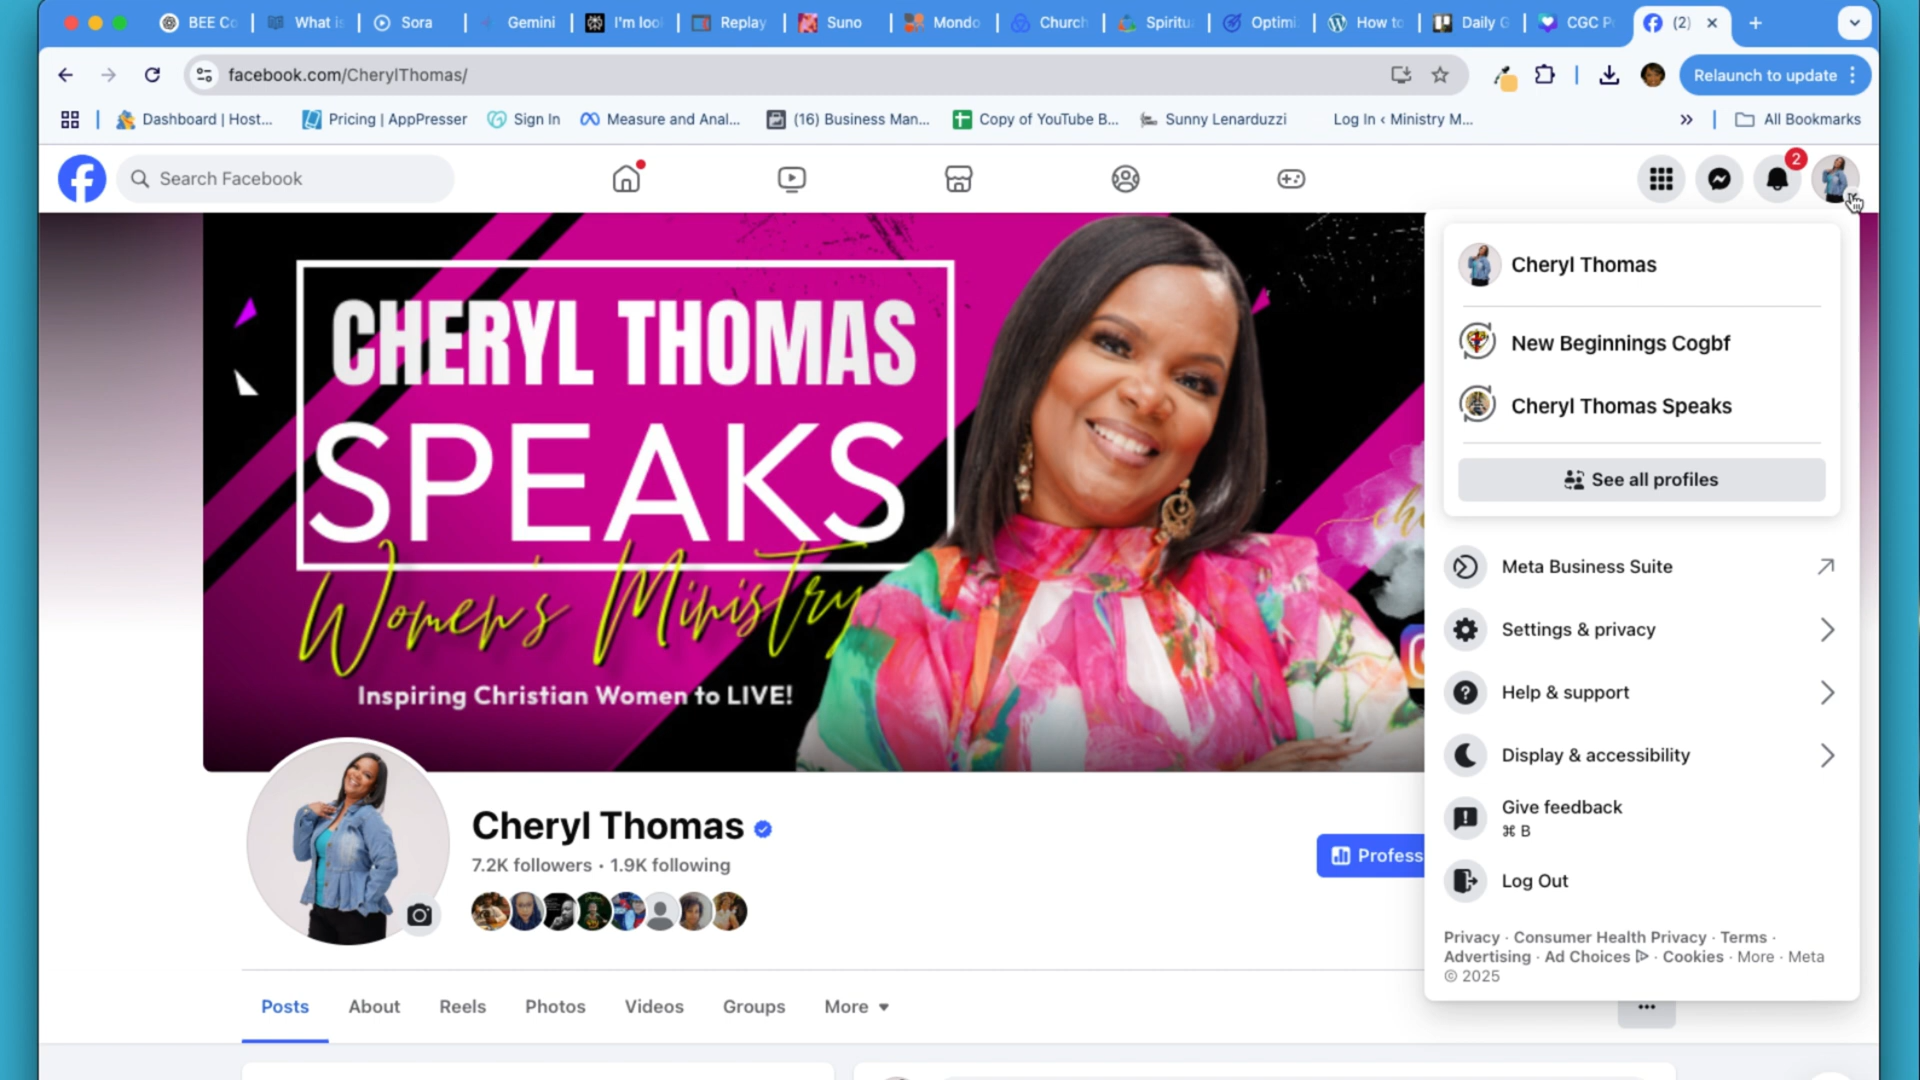 BEE Co
What is
Sora
Gemini
I'm loo
Replay
Suno
Mondo
Church
Spiritu
Optimi
How to
Daily G
CGC P
(2)
facebook.com/CherylThomas/
Relaunch to update
Dashboard | Host...
Pricing | AppPresser
Sign In
Measure and Anal...
(16) Business Man...
Copy of YouTube B...
Sunny Lenarduzzi
Log In ‹ Ministry M...
»
All Bookmarks
Search Facebook
2
CHERYL THOMAS
SPEAKS
Women's Ministry
Inspiring Christian Women to LIVE!
Cheryl Thomas
7.2K followers · 1.9K following
Profess
Posts
About
Reels
Photos
Videos
Groups
More
Cheryl Thomas
New Beginnings Cogbf
Cheryl Thomas Speaks
See all profiles
Meta Business Suite
Settings & privacy
Help & support
Display & accessibility
Give feedback
⌘ B
Log Out
Privacy · Consumer Health Privacy · Terms ·
Advertising · Ad Choices · Cookies · More · Meta
© 2025